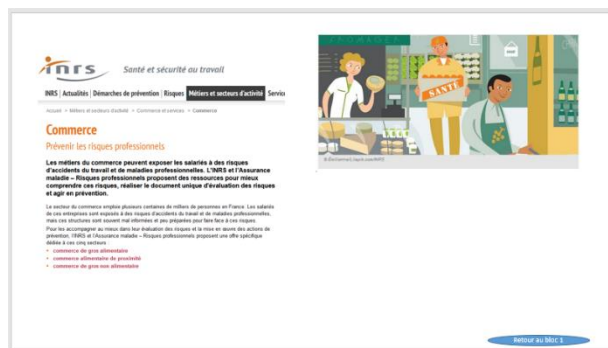 inrs Santé et sécurité au travail
INRS | Actualités | Démarches de prévention | Risques | Métiers et secteurs d'activité | Service
Accueil > Métiers et secteurs d'activité > Commerce et services > Commerce
Commerce
Prévenir les risques professionnels
Les métiers du commerce peuvent exposer les salariés à des risques
d'accidents du travail et de maladies professionnelles. L'INRS et l'Assurance
maladie – Risques professionnels proposent des ressources pour mieux
comprendre ces risques, réaliser le document unique d'évaluation des risques
et agir en prévention.
Le secteur du commerce emploie plusieurs centaines de milliers de personnes en France. Les salariés
de ces entreprises sont exposés à des risques d'accidents du travail et de maladies professionnelles,
mais ces structures sont souvent mal informées et peu préparées pour faire face à ces risques.
Pour les accompagner au mieux dans leur évaluation des risques et la mise en œuvre des actions de
prévention, l'INRS et l'Assurance maladie – Risques professionnels proposent une offre spécifique
dédiée à ces cinq secteurs :
• commerce de gros alimentaire
• commerce alimentaire de proximité
• commerce de gros non alimentaire
FROMAGES
SANTÉ
Retour au bloc 1